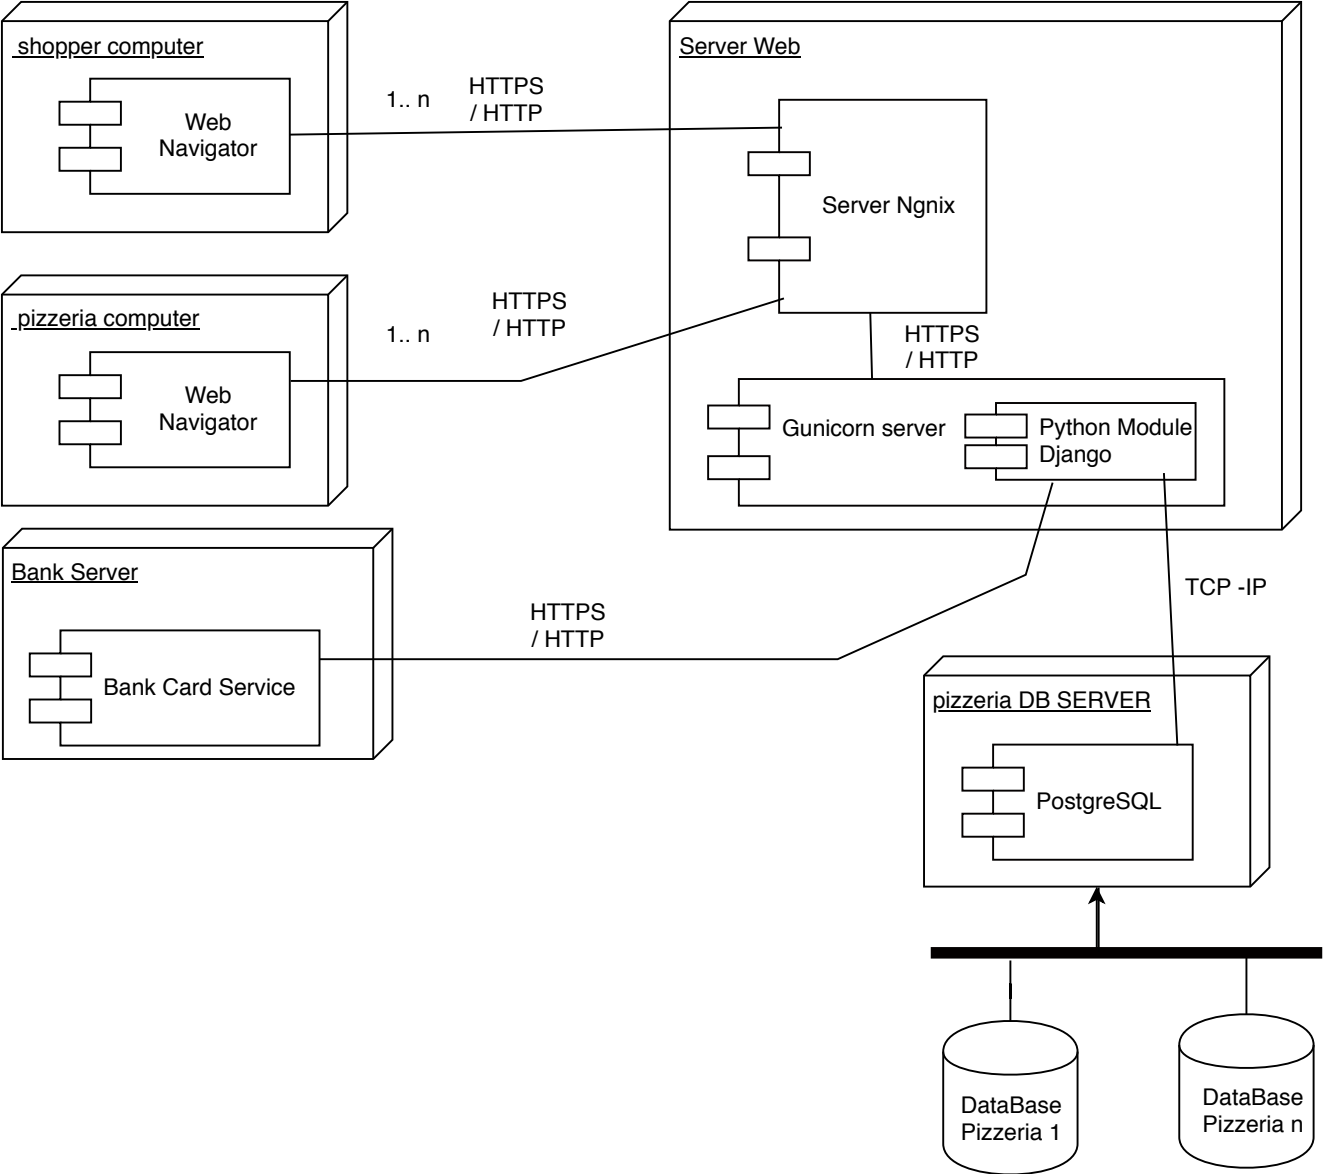 shopper computer
Web
Navigator
1.. n
HTTPS
/ HTTP
Server Web
Server Ngnix
pizzeria computer
Web
Navigator
1.. n
HTTPS
/ HTTP
HTTPS
/ HTTP
Gunicorn server
Python Module
Django
Bank Server
Bank Card Service
HTTPS
/ HTTP
TCP -IP
pizzeria DB SERVER
PostgreSQL
DataBase
Pizzeria 1
DataBase
Pizzeria n